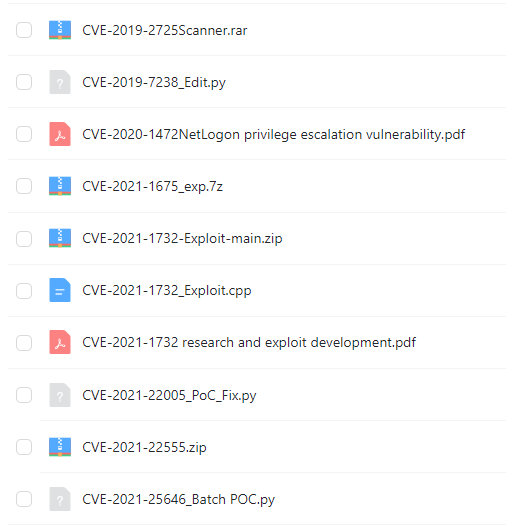 CVE-2019-2725Scanner.rar
CVE-2019-7238_Edit.py
CVE-2020-1472NetLogon privilege escalation vulnerability.pdf
CVE-2021-1675_exp.7z
CVE-2021-1732-Exploit-main.zip
CVE-2021-1732_Exploit.cpp
CVE-2021-1732 research and exploit development.pdf
CVE-2021-22005_PoC_Fix.py
CVE-2021-22555.zip
CVE-2021-25646_Batch POC.py